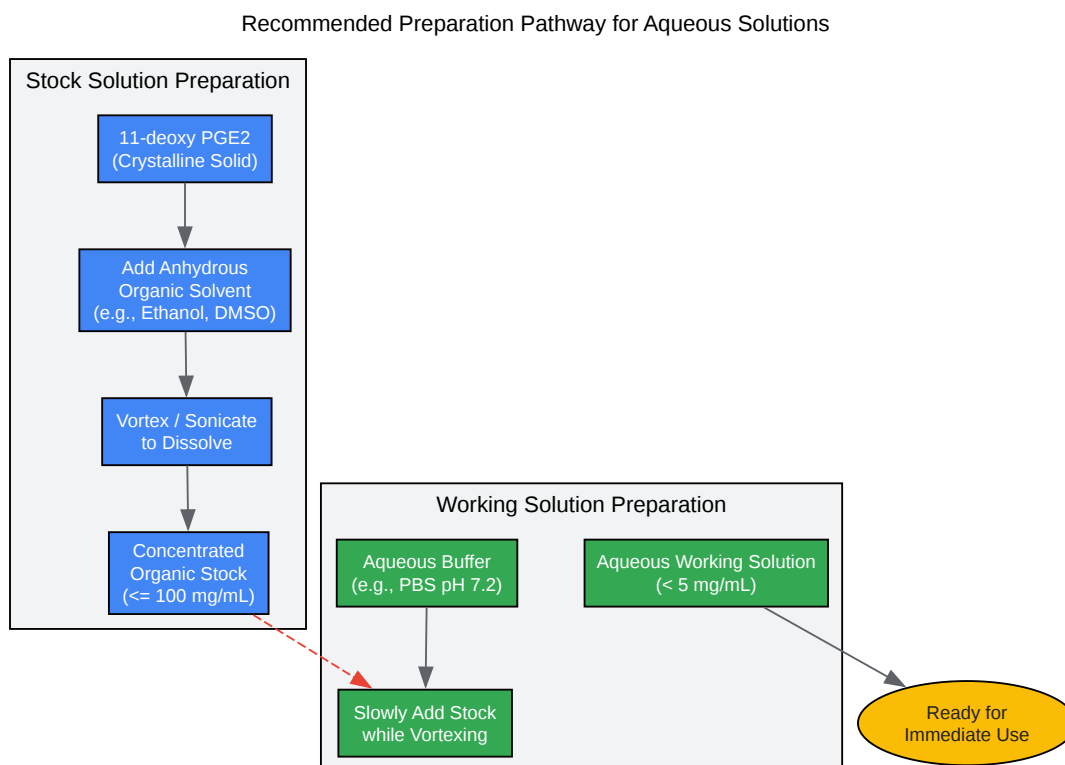 Recommended Preparation Pathway for Aqueous Solutions
Stock Solution Preparation
11-deoxy PGE2
(Crystalline Solid)
Add Anhydrous
Organic Solvent
(e.g., Ethanol, DMSO)
Vortex / Sonicate
to Dissolve
Concentrated
Organic Stock
(<= 100 mg/mL)
Working Solution Preparation
Aqueous Buffer
(e.g., PBS pH 7.2)
Aqueous Working Solution
(< 5 mg/mL)
Slowly Add Stock
while Vortexing
Ready for
Immediate Use